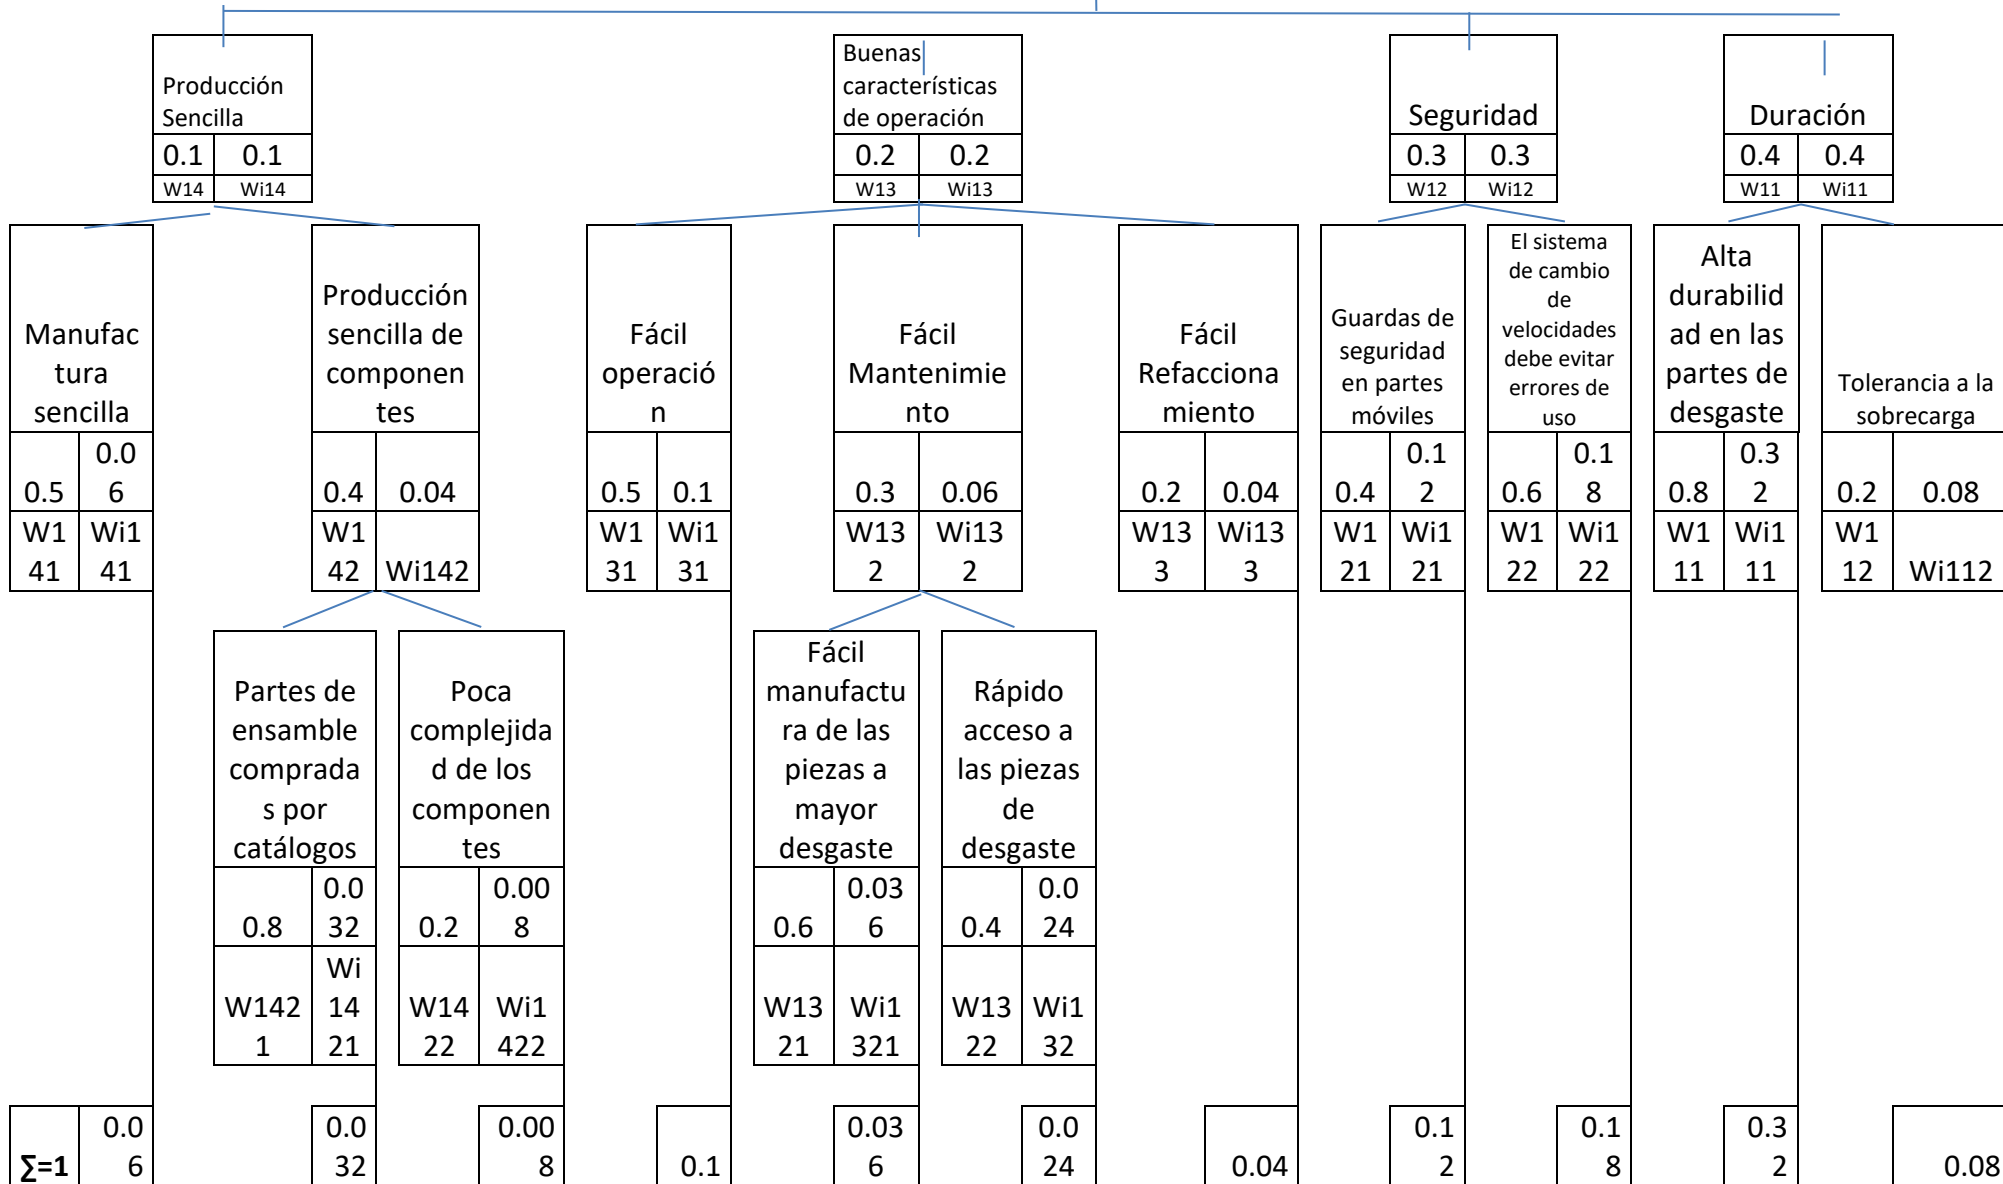 Producción
Sencilla
0.1 0.1
W14 Wi14
Buenas
características
de operación
0.2 0.2
W13 Wi13
Seguridad
0.3 0.3
W12 Wi12
Duración
0.4 0.4
W11 Wi11
Manufac
tura
sencilla
0.5 0.0
6
W1
41
Wi1
41
Producción
sencilla de
componen
tes
0.4 0.04
W1
42
Wi142
Fácil
operació
n
0.5 0.1
W1
31
Wi1
31
Fácil
Mantenimie
nto
0.3 0.06
W13
2
Wi13
2
Fácil
Refacciona
miento
0.2 0.04
W13
3
Wi13
3
Guardas de
seguridad
en partes
móviles
0.4 0.1
2
W1
21
Wi1
21
El sistema
de cambio
de
velocidades
debe evitar
errores de
uso
0.6 0.1
8
W1
22
Wi1
22
Alta
durabilid
ad en las
partes de
desgaste
0.8 0.3
2
W1
11
Wi1
11
Tolerancia a la
sobrecarga
0.2 0.08
W1
12
Wi112
Partes de
ensamble
comprada
s por
catálogos
0.8 0.0
32
W142
1
Wi
14
21
Poca
complejida
d de los
componen
tes
0.2 0.00
8
W14
22
Wi1
422
Fácil
manufactu
ra de las
piezas a
mayor
desgaste
0.6 0.03
6
W13
21
Wi1
321
Rápido
acceso a
las piezas
de
desgaste
0.4 0.0
24
W13
22
Wi1
32
∑=1 0.0
6
0.0
32
0.00
8
0.1
0.03
6
0.0
24
0.04
0.1
2
0.1
8
0.3
2
0.08